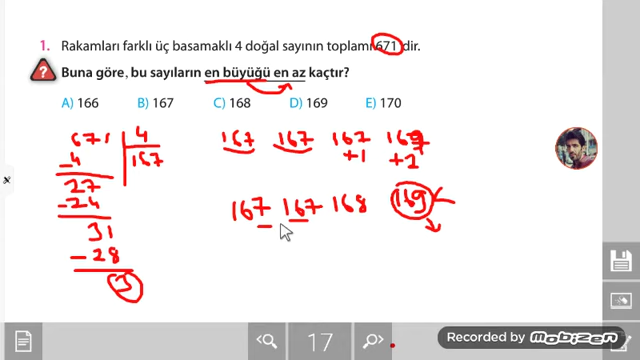 1. Rakamları farklı üç basamaklı 4 doğal sayının toplamı 671 dir.
?
Buna göre, bu sayıların en büyüğü en az kaçtır?
A) 166 B) 167 C) 168 D) 169 E) 170
671 4
167
-4
27
-24
31
-28
3
167 167 167 167
+1 +2
167 167 168 169
17
Recorded by
mobizen